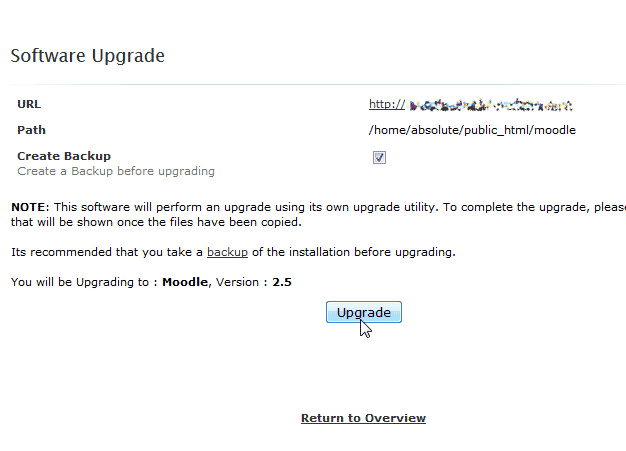 Software Upgrade
URL http://
Path /home/absolute/public_html/moodle
Create Backup
Create a Backup before upgrading
NOTE: This software will perform an upgrade using its own upgrade utility. To complete the upgrade,
that will be shown once the files have been copied.
Its recommended that you take a backup of the installation before upgrading.
You will be Upgrading to : Moodle, Version : 2.5
Upgrade
Return to Overview